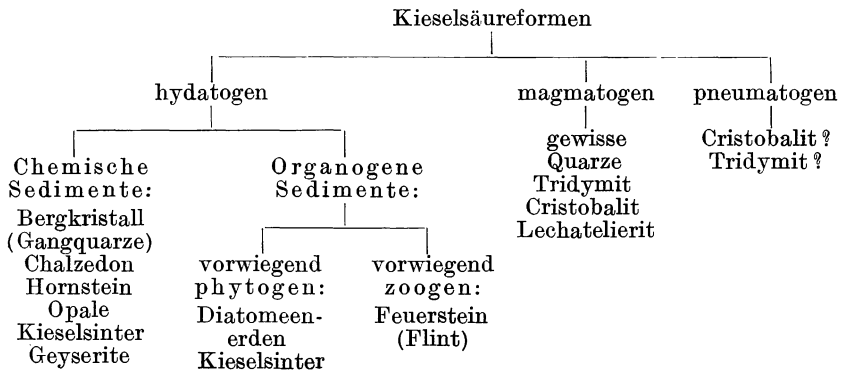 Kieselsäureformen
hydatogen
magmatogen
pneumatogen
Chemische
Sedimente:
Bergkristall
(Gangquarze)
Chalzedon
Hornstein
Opale
Kieselsinter
Geyserite
Organogene
Sedimente:
vorwiegend
phytogen:
Diatomeen-
erden
Kieselsinter
vorwiegend
zoogen:
Feuerstein
(Flint)
gewisse
Quarze
Tridymit
Cristobalit
Lechatelierit
Cristobalit?
Tridymit?